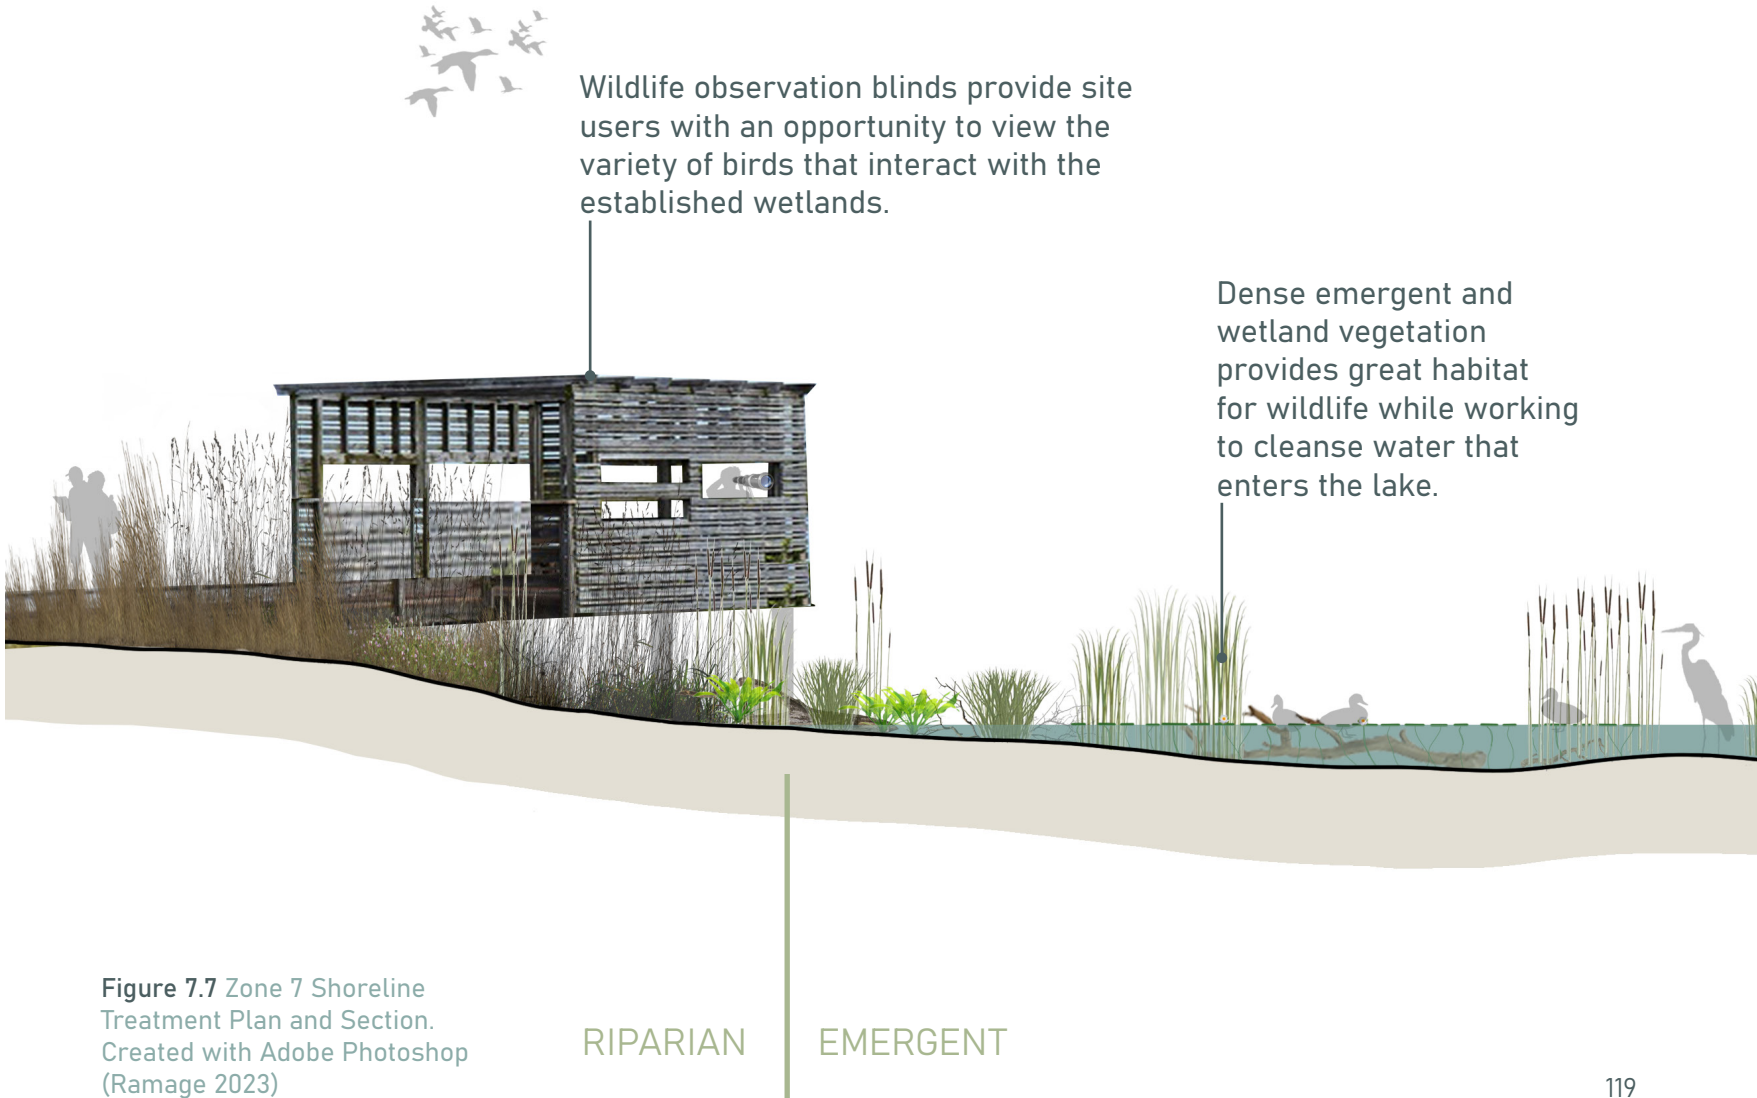 Wildlife observation blinds provide site
users with an opportunity to view the
variety of birds that interact with the
established wetlands.
Dense emergent and
wetland vegetation
provides great habitat
for wildlife while working
to cleanse water that
enters the lake.
Figure 7.7 Zone 7 Shoreline
Treatment Plan and Section.
Created with Adobe Photoshop
(Ramage 2023)
RIPARIAN
EMERGENT
119